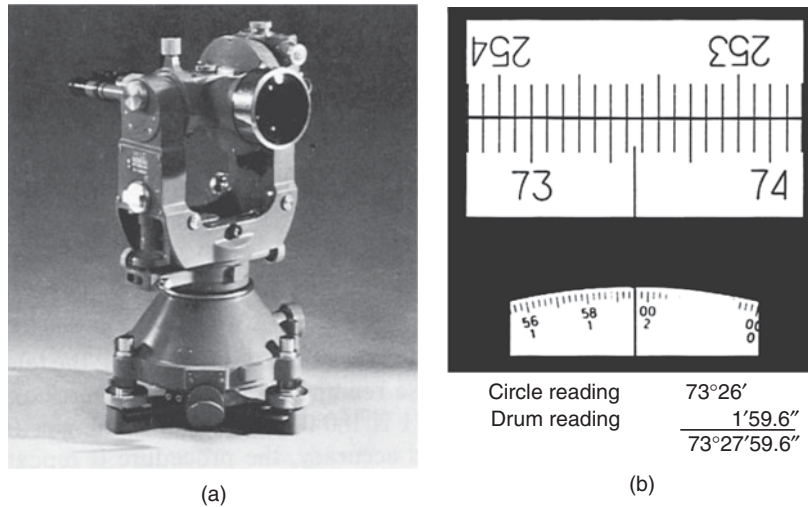 254 253
73 74
56 58 00 00
1 1 2 0
Circle reading 73°26′
Drum reading 1′59.6″
73°27′59.6″
(a) (b)